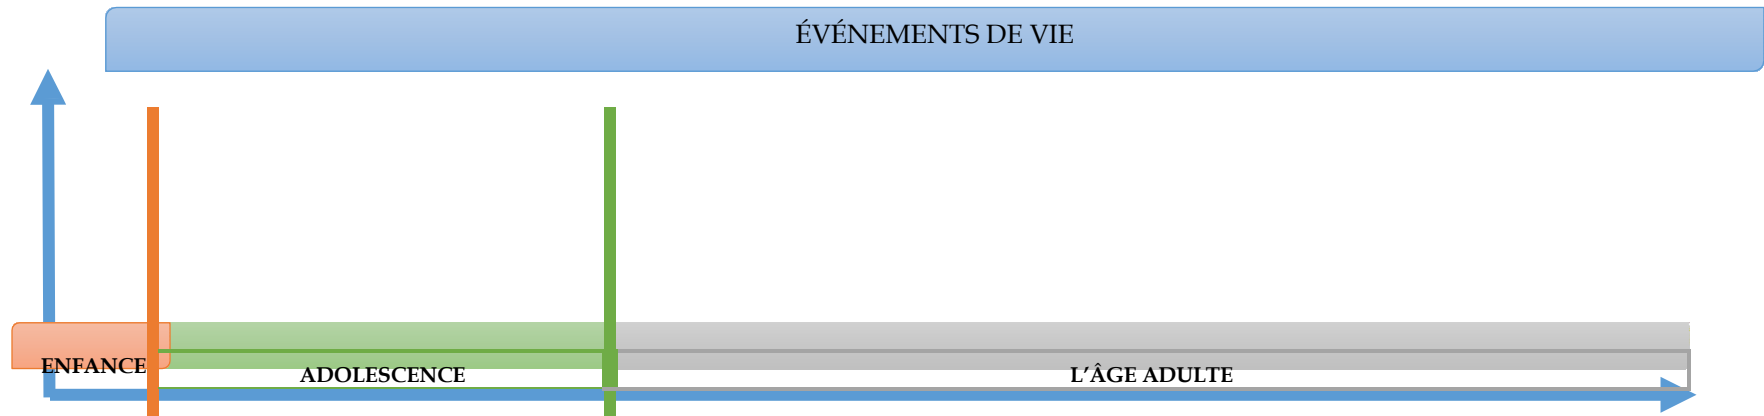 ÉVÉNEMENTS DE VIE
ENFANCE
ADOLESCENCE
L’ÂGE ADULTE